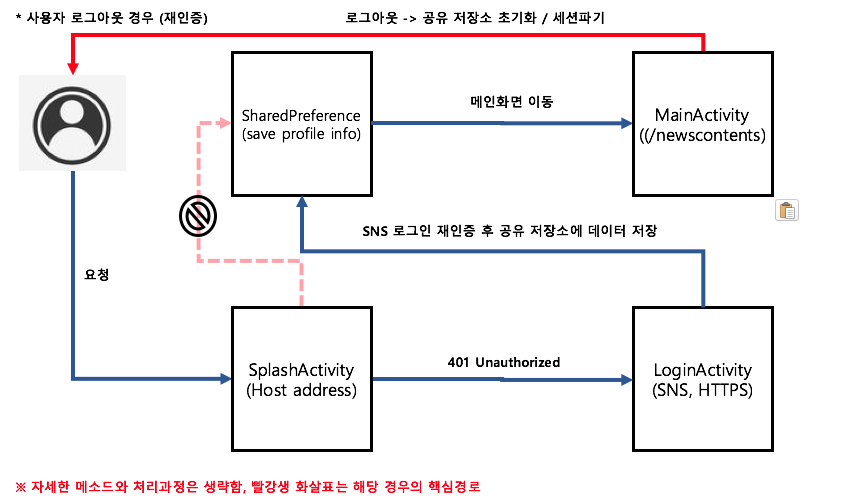 * 사용자 로그아웃 경우 (재인증)
로그아웃 -> 공유 저장소 초기화 / 세션파기
SharedPreference
(save profile info)
메인화면 이동
MainActivity
((/newscontents)
SNS 로그인 재인증 후 공유 저장소에 데이터 저장
요청
SplashActivity
(Host address)
401 Unauthorized
LoginActivity
(SNS, HTTPS)
※ 자세한 메소드와 처리과정은 생략함, 빨강생 화살표는 해당 경우의 핵심경로